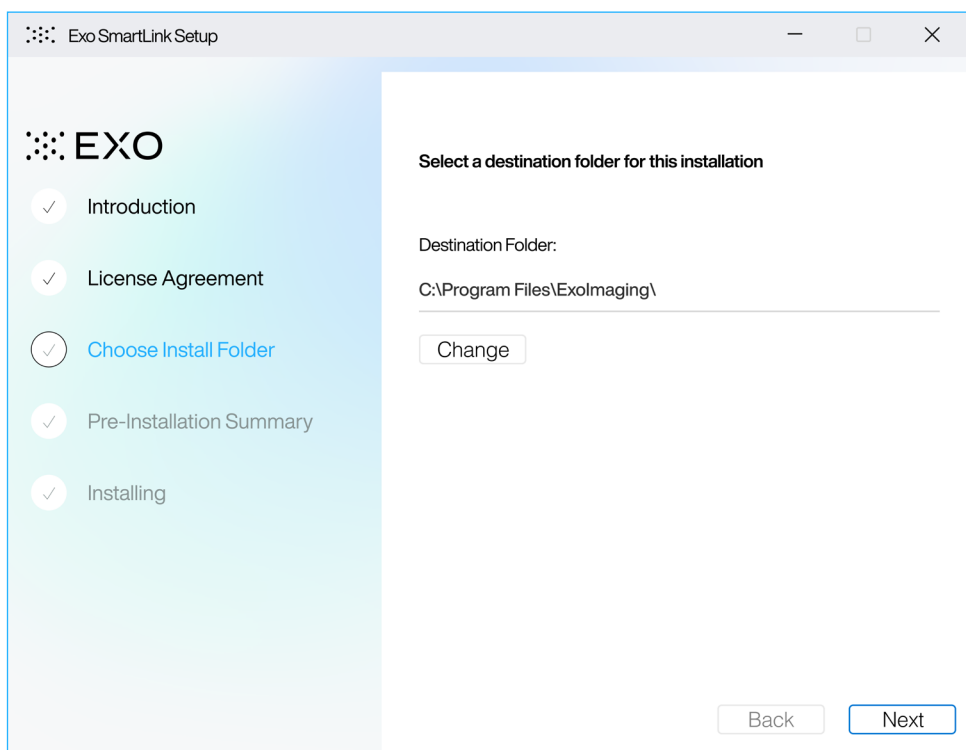 Exo SmartLink Setup
EXO
Introduction
License Agreement
Choose Install Folder
Pre-Installation Summary
Installing
Select a destination folder for this installation
Destination Folder:
C:\Program Files\ExoImaging\
Change
Back
Next